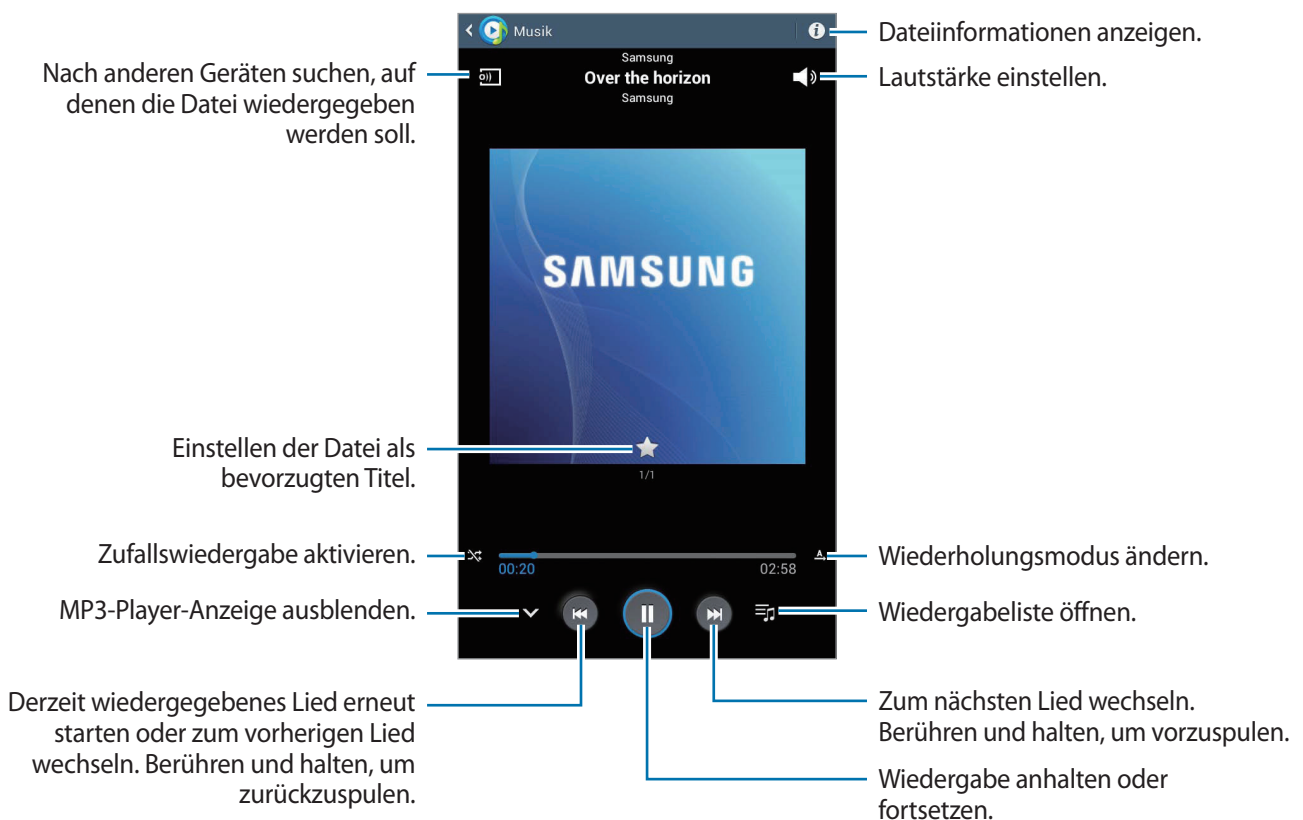 Musik
Dateiinformationen anzeigen.
Samsung
Over the horizon
Samsung
Lautstärke einstellen.
Nach anderen Geräten suchen, auf
denen die Datei wiedergegeben
werden soll.
SAMSUNG
Einstellen der Datei als
bevorzugten Titel.
1/1
Zufallswiedergabe aktivieren.
00:20
02:58
A
Wiederholungsmodus ändern.
MP3-Player-Anzeige ausblenden.
Wiedergabeliste öffnen.
Derzeit wiedergegebenes Lied erneut
starten oder zum vorherigen Lied
wechseln. Berühren und halten, um
zurückzuspulen.
Zum nächsten Lied wechseln.
Berühren und halten, um vorzuspulen.
Wiedergabe anhalten oder
fortsetzen.